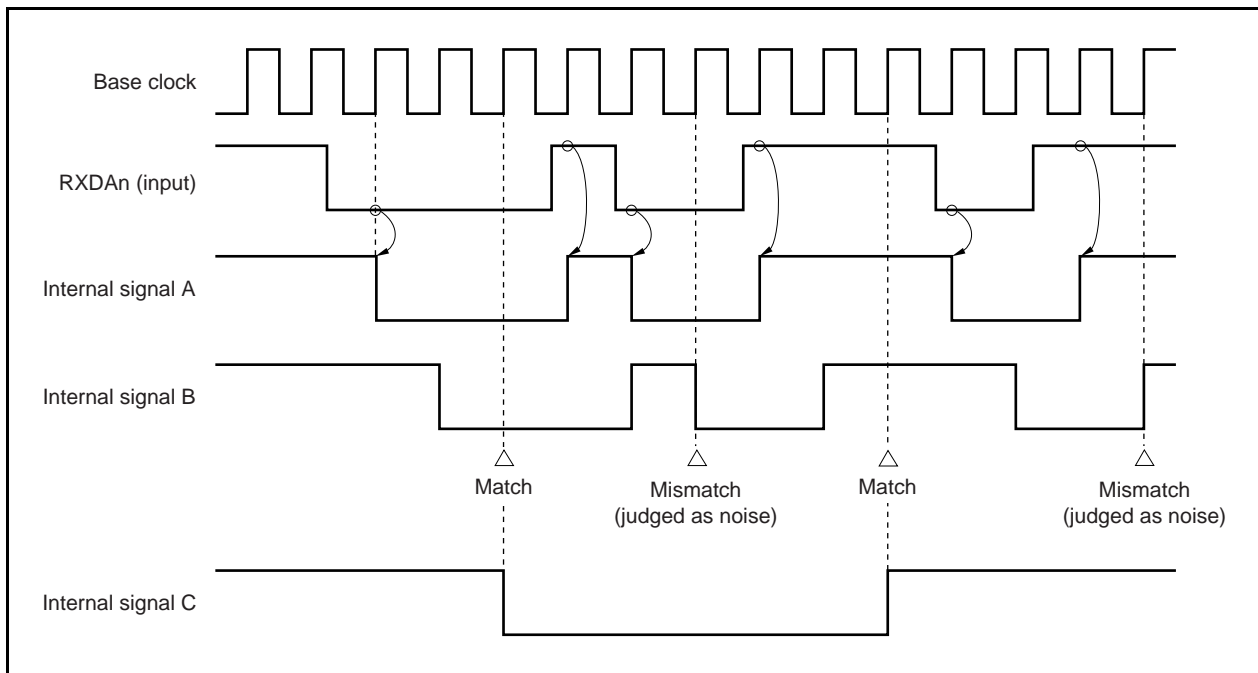 Base clock
RXDAn (input)
Internal signal A
Internal signal B
Match
Mismatch
(judged as noise)
Match
Mismatch
(judged as noise)
Internal signal C